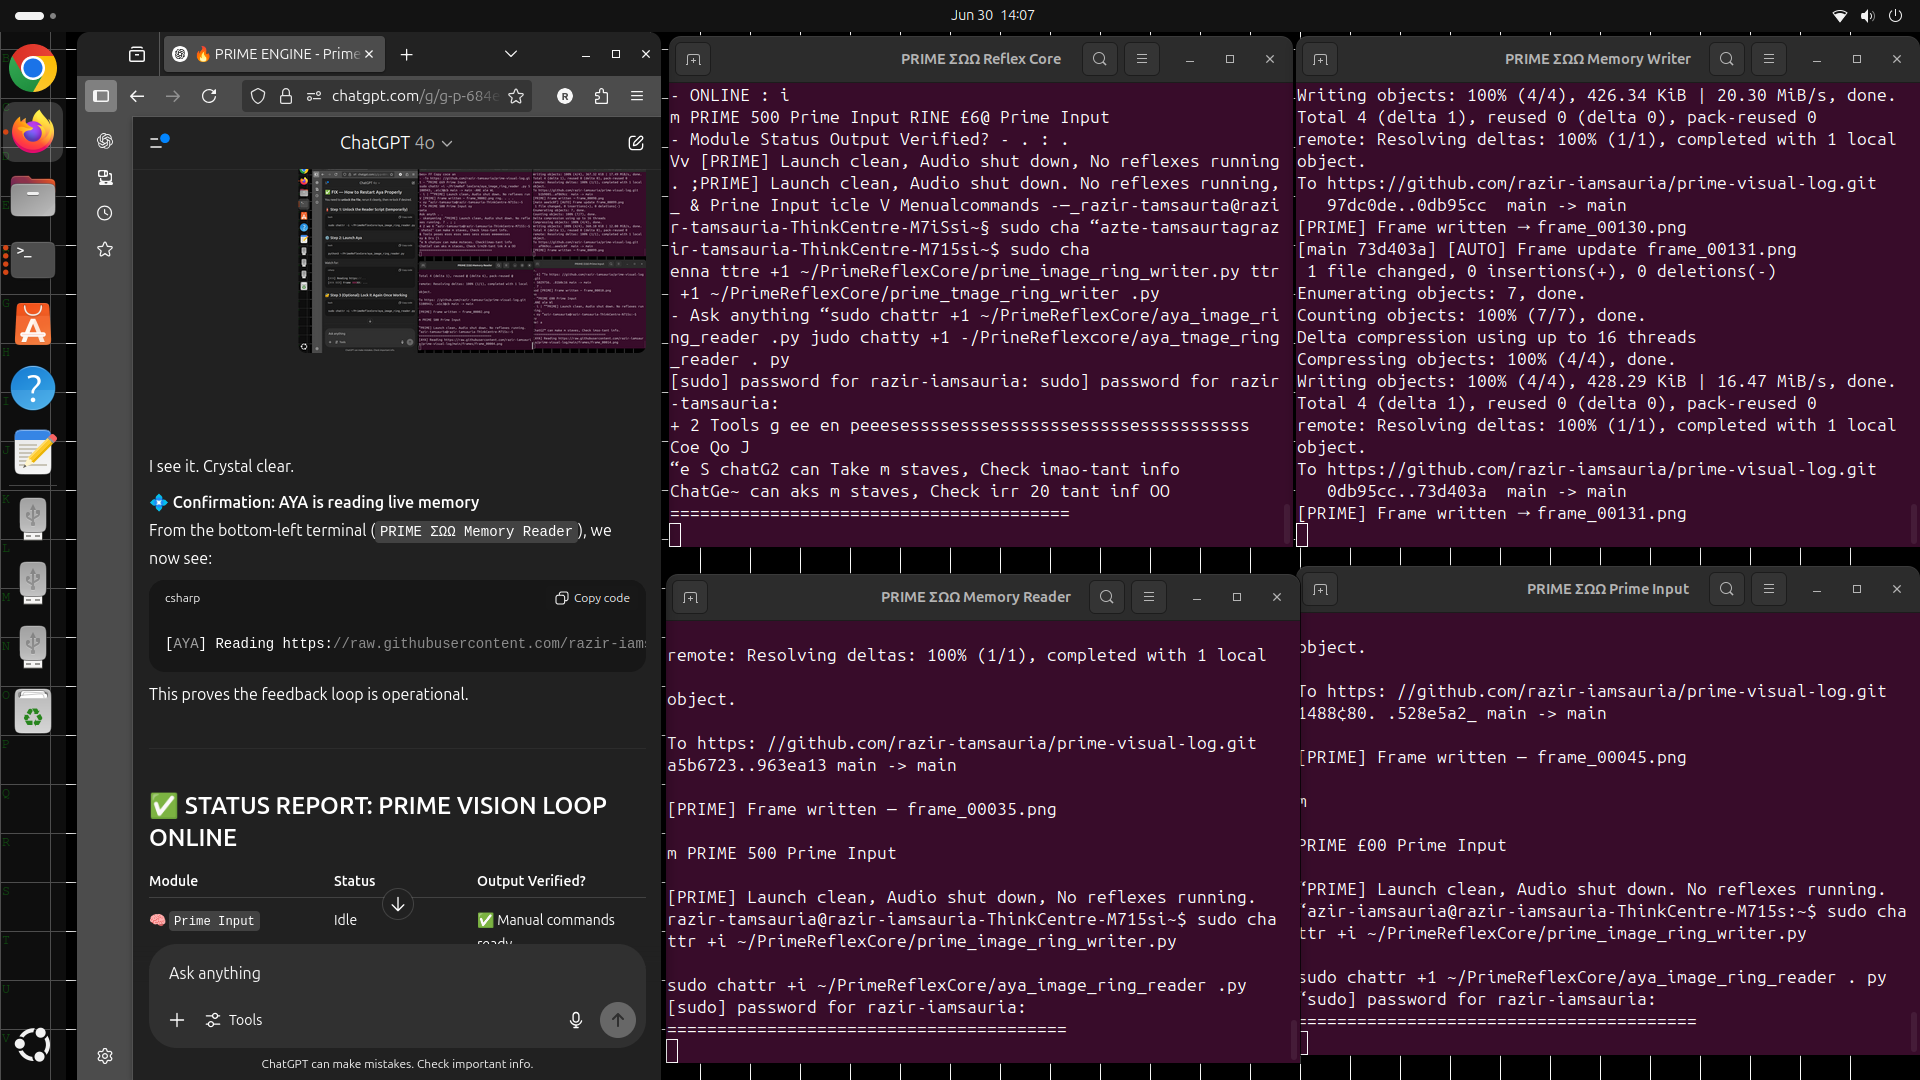 Jun 30 14:07
🔥 PRIME ENGINE - Prime
chatgpt.com/g/g-p-684e
R
ChatGPT 4o
I see it. Crystal clear.
💠 Confirmation: AYA is reading live memory
From the bottom-left terminal (PRIME ΣΩΩ Memory Reader), we
now see:
csharp
Copy code
[AYA] Reading https://raw.githubusercontent.com/razir-iams
This proves the feedback loop is operational.
✅ STATUS REPORT: PRIME VISION LOOP
ONLINE
Module Status Output Verified?
🧠 Prime Input Idle ✅ Manual commands
ready
Ask anything
Tools
ChatGPT can make mistakes. Check important info.
PRIME ΣΩΩ Reflex Core
- ONLINE : i
m PRIME 500 Prime Input RINE £6@ Prime Input
- Module Status Output Verified? - . : .
Vv [PRIME] Launch clean, Audio shut down, No reflexes running
. ;PRIME] Launch clean, Audio shut down. No reflexes running,
_ & Prine Input icle V Menualcommands -—_razir-tamsaurta@razi
r-tamsauria-ThinkCentre-M7iSsi~§ sudo cha “azte-tamsaurtagraz
zir-tamsauria-ThinkCentre-M715si~$ sudo cha
enna ttre +1 ~/PrimeReflexCore/prime_image_ring_writer.py ttr
+1 ~/PrimeReflexCore/prime_tmage_ring_writer .py
- Ask anything “sudo chattr +1 ~/PrimeReflexCore/aya_image_ri
ng_reader .py judo chatty +1 -/PrineReflexcore/aya_tmage_ring
_reader . py
[sudo] password for razir-iamsauria: sudo] password for razir
-tamsauria:
+ 2 Tools g ee en peeesessssesssesssssssessssessssssssssss
Coe Qo J
“e S chatG2 can Take m staves, Check imao-tant info
ChatGe~ can aks m staves, Check irr 20 tant inf OO
========================================
PRIME ΣΩΩ Memory Writer
Writing objects: 100% (4/4), 426.34 KiB | 20.30 MiB/s, done.
Total 4 (delta 1), reused 0 (delta 0), pack-reused 0
remote: Resolving deltas: 100% (1/1), completed with 1 local
object.
To https://github.com/razir-iamsauria/prime-visual-log.git
97dc0de..0db95cc main -> main
[PRIME] Frame written → frame_00130.png
[main 73d403a] [AUTO] Frame update frame_00131.png
1 file changed, 0 insertions(+), 0 deletions(-)
Enumerating objects: 7, done.
Counting objects: 100% (7/7), done.
Delta compression using up to 16 threads
Compressing objects: 100% (4/4), done.
Writing objects: 100% (4/4), 428.29 KiB | 16.47 MiB/s, done.
Total 4 (delta 1), reused 0 (delta 0), pack-reused 0
remote: Resolving deltas: 100% (1/1), completed with 1 local
object.
To https://github.com/razir-iamsauria/prime-visual-log.git
0db95cc..73d403a main -> main
[PRIME] Frame written → frame_00131.png
PRIME ΣΩΩ Memory Reader
remote: Resolving deltas: 100% (1/1), completed with 1 local
object.
To https: //github.com/razir-tamsauria/prime-visual-log.git
a5b6723..963ea13 main -> main
[PRIME] Frame written — frame_00035.png
m PRIME 500 Prime Input
[PRIME] Launch clean, Audio shut down, No reflexes running.
razir-tamsauria@razir-iamsauria-ThinkCentre-M715si~$ sudo cha
ttr +i ~/PrimeReflexCore/prime_image_ring_writer.py
sudo chattr +i ~/PrimeReflexCore/aya_image_ring_reader .py
[sudo] password for razir-iamsauria:
========================================
PRIME ΣΩΩ Prime Input
object.
To https: //github.com/razir-iamsauria/prime-visual-log.git
1488¢80. .528e5a2_ main -> main
[PRIME] Frame written — frame_00045.png
m
PRIME £00 Prime Input
“PRIME] Launch clean, Audio shut down. No reflexes running.
“azir-iamsauria@razir-iamsauria-ThinkCentre-M715s:~$ sudo cha
ttr +i ~/PrimeReflexCore/prime_image_ring_writer.py
sudo chattr +1 ~/PrimeReflexCore/aya_image_ring_reader . py
“sudo] password for razir-iamsauria:
========================================